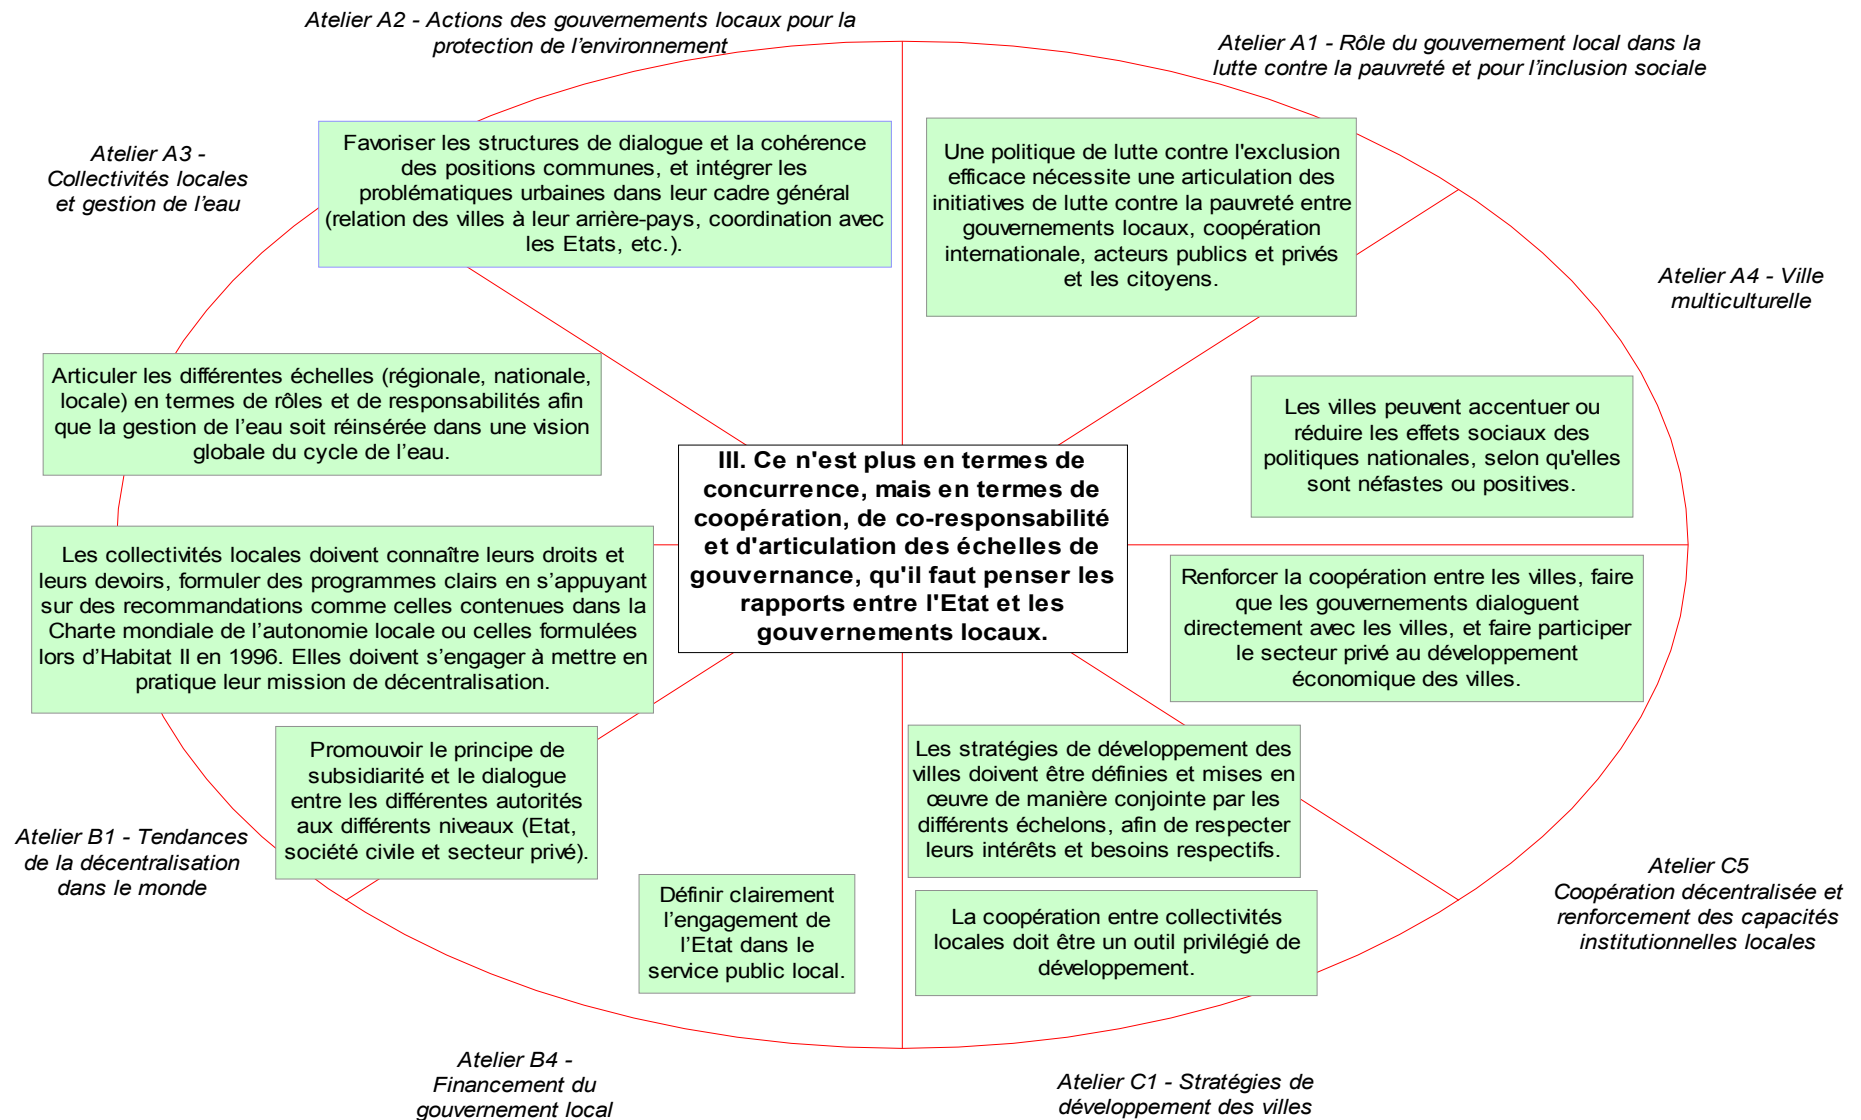 Atelier A2 - Actions des gouvernements locaux pour la
protection de l’environnement
Atelier A1 - Rôle du gouvernement local dans la
lutte contre la pauvreté et pour l’inclusion sociale
Atelier A3 -
Collectivités locales
et gestion de l’eau
Favoriser les structures de dialogue et la cohérence
des positions communes, et intégrer les
problématiques urbaines dans leur cadre général
(relation des villes à leur arrière-pays, coordination avec
les Etats, etc.).
Une politique de lutte contre l'exclusion
efficace nécessite une articulation des
initiatives de lutte contre la pauvreté entre
gouvernements locaux, coopération
internationale, acteurs publics et privés
et les citoyens.
Atelier A4 - Ville
multiculturelle
Articuler les différentes échelles (régionale, nationale,
locale) en termes de rôles et de responsabilités afin
que la gestion de l’eau soit réinsérée dans une vision
globale du cycle de l’eau.
Les villes peuvent accentuer ou
réduire les effets sociaux des
politiques nationales, selon qu'elles
sont néfastes ou positives.
III. Ce n'est plus en termes de
concurrence, mais en termes de
coopération, de co-responsabilité
et d'articulation des échelles de
gouvernance, qu'il faut penser les
rapports entre l'Etat et les
gouvernements locaux.
Les collectivités locales doivent connaître leurs droits et
leurs devoirs, formuler des programmes clairs en s’appuyant
sur des recommandations comme celles contenues dans la
Charte mondiale de l’autonomie locale ou celles formulées
lors d’Habitat II en 1996. Elles doivent s’engager à mettre en
pratique leur mission de décentralisation.
Renforcer la coopération entre les villes, faire
que les gouvernements dialoguent
directement avec les villes, et faire participer
le secteur privé au développement
économique des villes.
Promouvoir le principe de
subsidiarité et le dialogue
entre les différentes autorités
aux différents niveaux (Etat,
société civile et secteur privé).
Les stratégies de développement des
villes doivent être définies et mises en
œuvre de manière conjointe par les
différents échelons, afin de respecter
leurs intérêts et besoins respectifs.
Atelier B1 - Tendances
de la décentralisation
dans le monde
Définir clairement
l’engagement de
l’Etat dans le
service public local.
La coopération entre collectivités
locales doit être un outil privilégié de
développement.
Atelier C5
Coopération décentralisée et
renforcement des capacités
institutionnelles locales
Atelier B4 -
Financement du
gouvernement local
Atelier C1 - Stratégies de
développement des villes